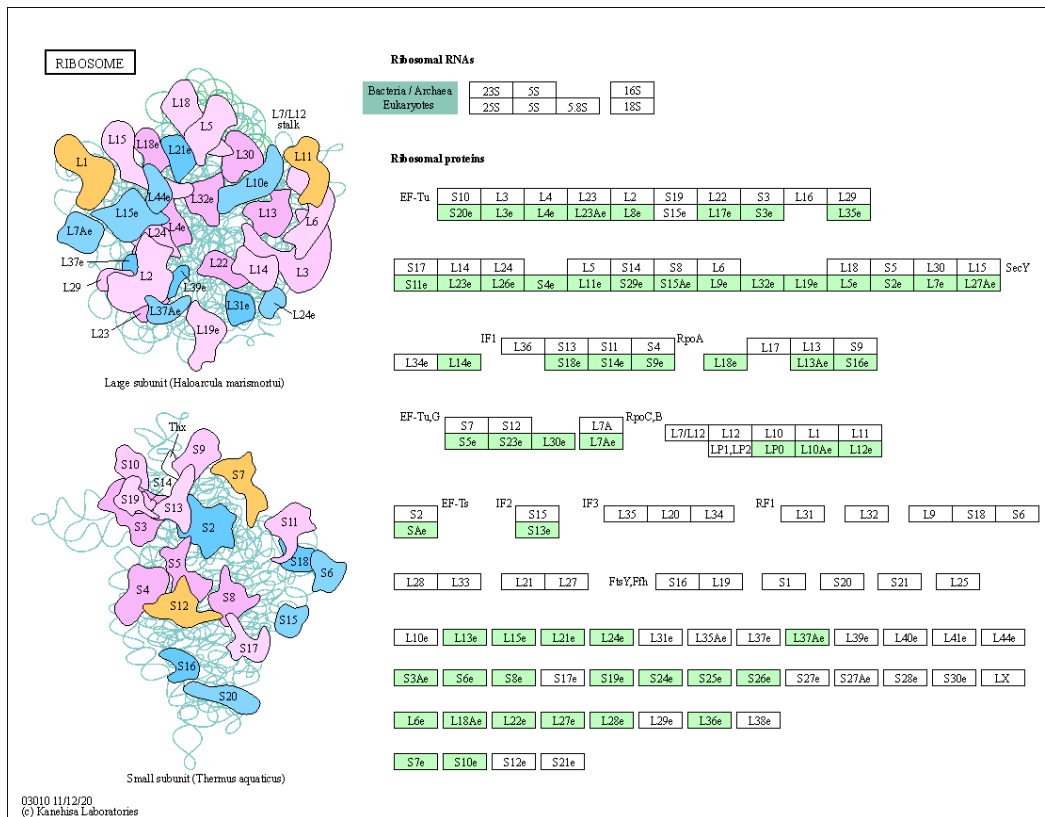 RIBOSOME
Ribosomal RNAs
Bacteria / Archaea
Eukaryotes
23S 5S 16S
25S 5S 5.8S 18S
Ribosomal proteins
EF-Tu S10 L3 L4 L23 L2 S19 L22 S3 L16 L29
S20e L3e L4e L23Ae L8e S15e L17e S3e L35e
S17 L14 L24 L5 S14 S8 L6 L18 S5 L30 L15 SecY
S11e L23e L26e S4e L11e S29e S15Ae L9e L32e L19e L5e S2e L7e L27Ae
IF1 L36 S13 S11 S4 RpoA L17 L13 S9
L34e L14e S18e S14e S9e L18e L13Ae S16e
EF-Tu,G S7 S12 L7A RpoC,B L7/L12 L12 L10 L1 L11
S5e S23e L30e L7Ae LP1,LP2 LP0 L10Ae L12e
S2 EF-Ts IF2 S15 IF3 L35 L20 L34 RF1 L31 L32 L9 S18 S6
SAe S13e
L28 L33 L21 L27 FtsY,Ffh S16 L19 S1 S20 S21 L25
L10e L13e L15e L21e L24e L31e L35Ae L37e L37Ae L39e L40e L41e L44e
S3Ae S6e S8e S17e S19e S24e S25e S26e S27e S27Ae S28e S30e LX
L6e L18Ae L22e L27e L28e L29e L36e L38e
S7e S10e S12e S21e
L18
L5
L7/L12
stalk
L15
L18e
L21e
L30
L11
L1
L10e
L44e
L32e
L15e
L13
L6
L7Ae
L4e
L24
L37e
L2
L22
L14
L3
L29
L39e
L37Ae
L31e
L24e
L23
L19e
Large subunit (Haloarcula marismortui)
Thx
S9
S10
S14
S7
S19
S13
S3
S2
S11
S5
S18
S6
S4
S12
S8
S15
S17
S16
S20
Small subunit (Thermus aquaticus)
03010 11/12/20
(c) Kanehisa Laboratories